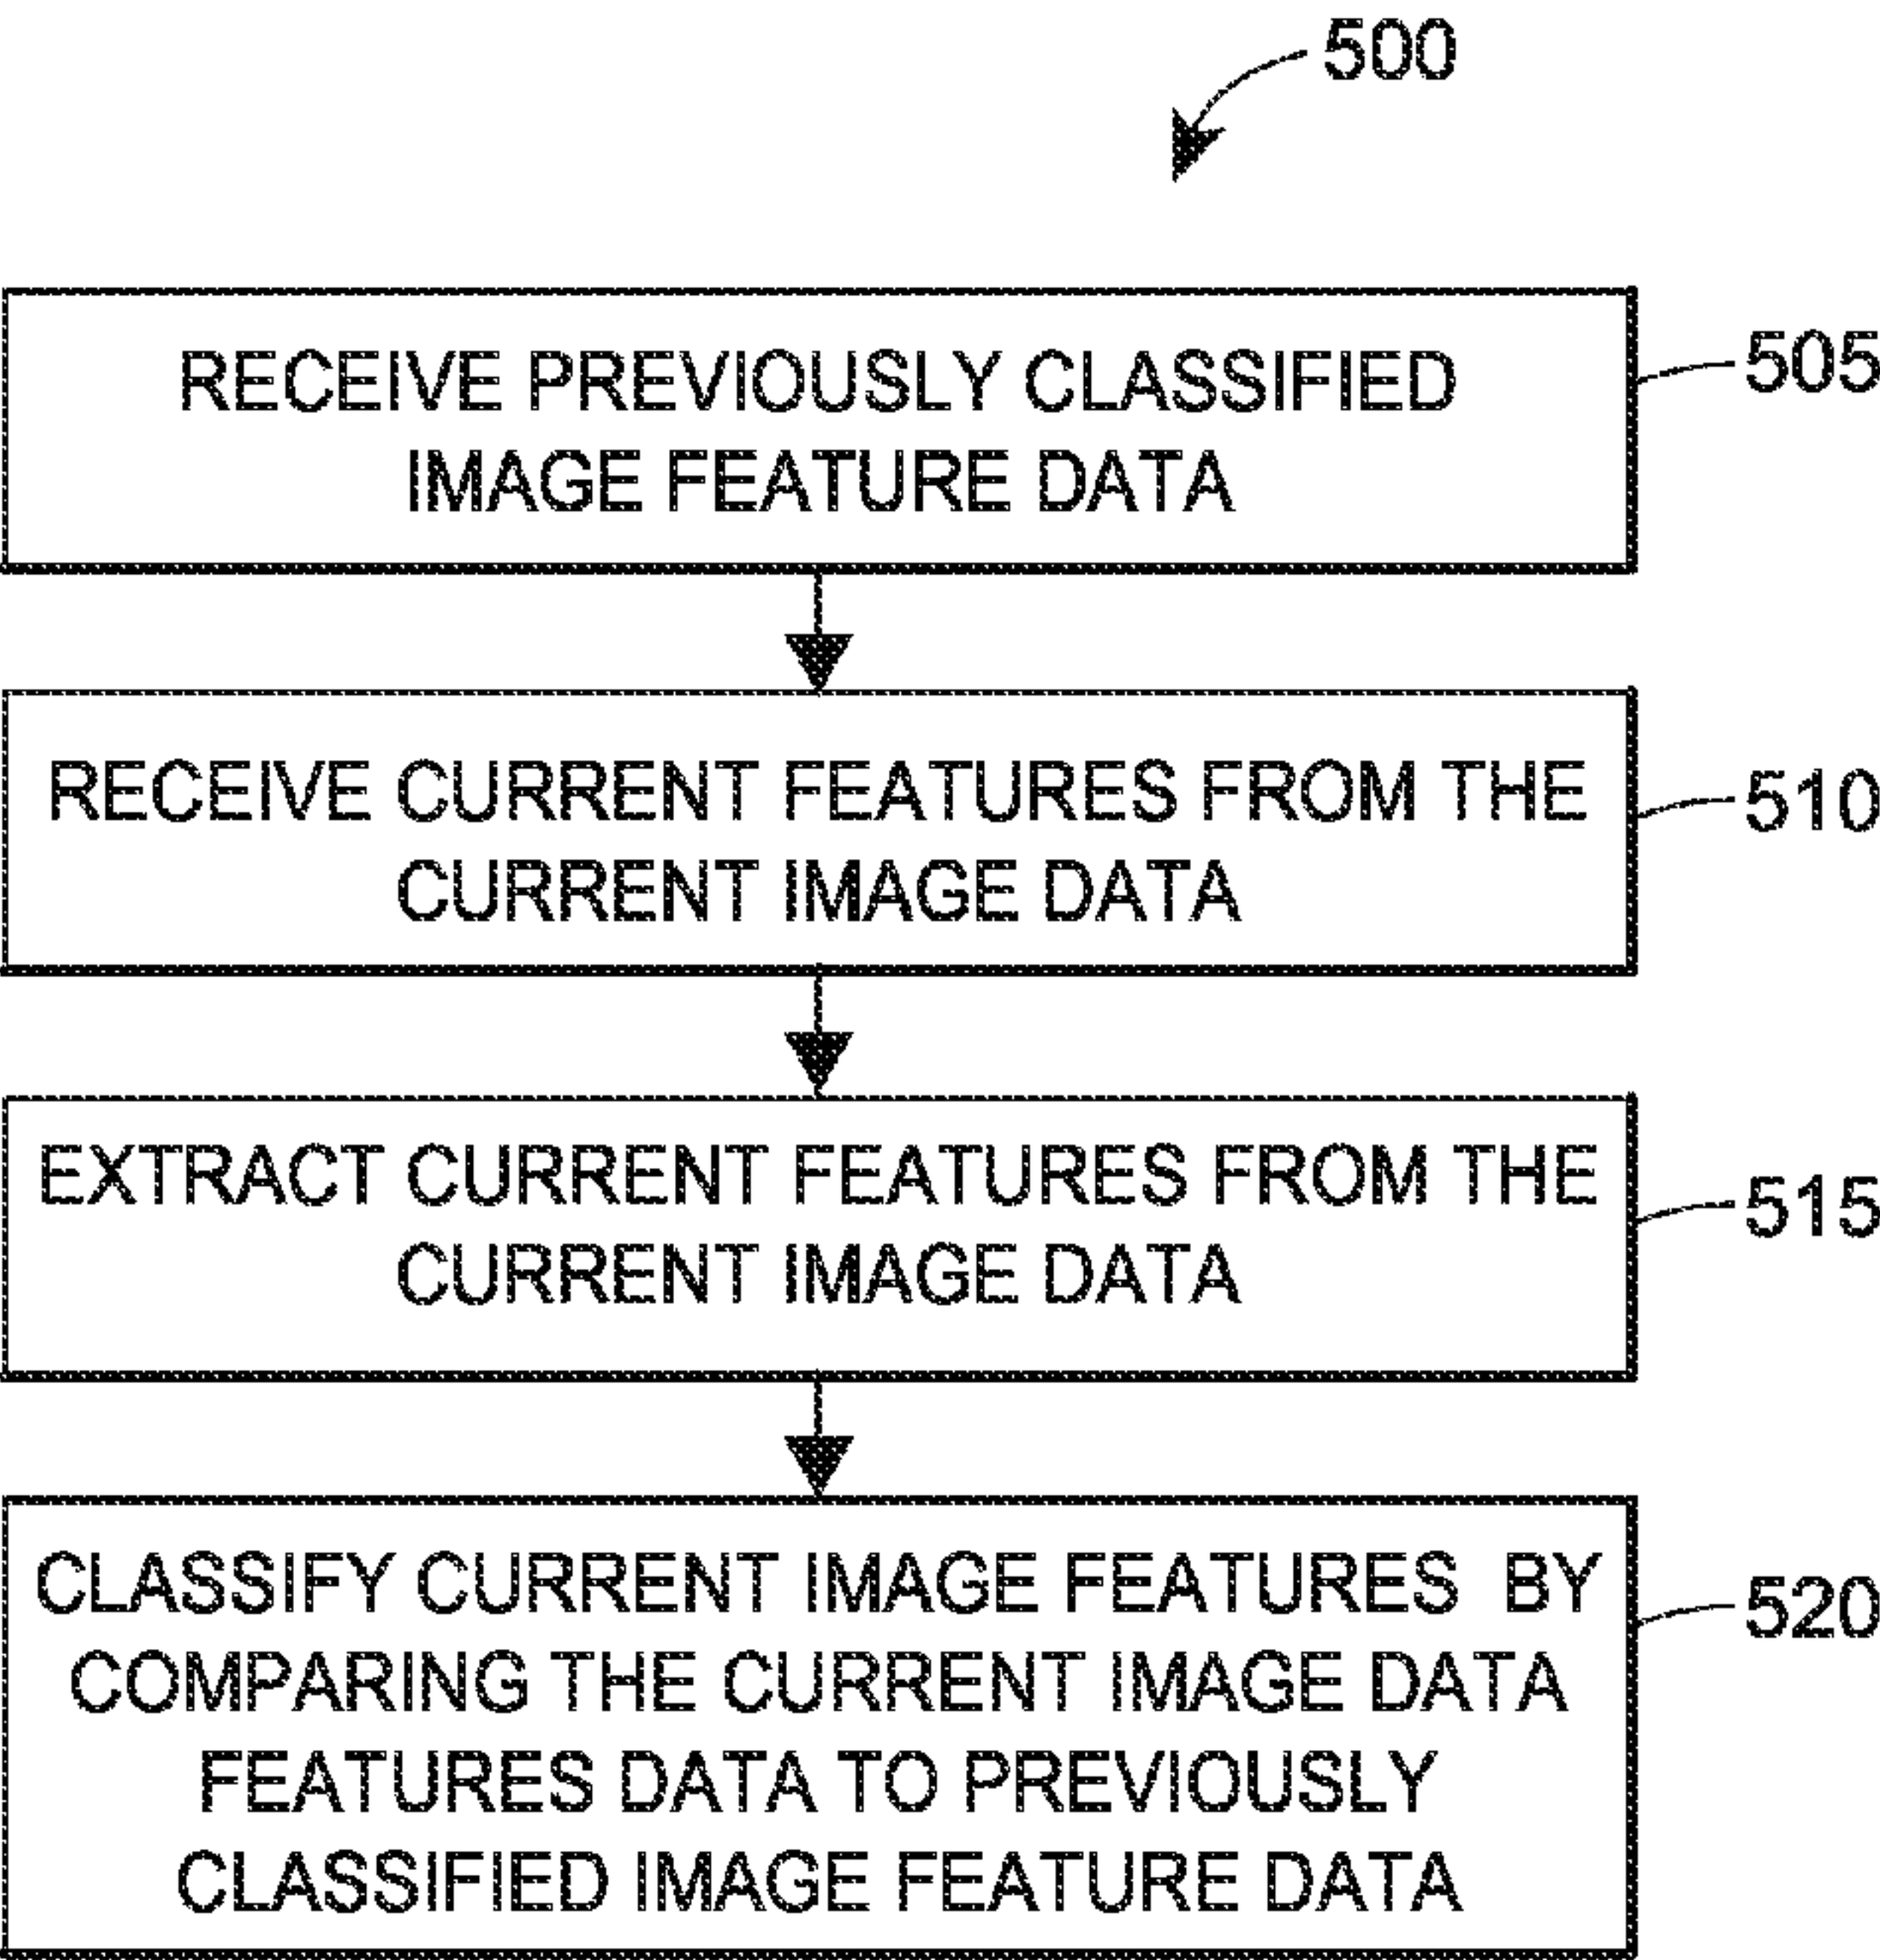 500
RECEIVE PREVIOUSLY CLASSIFIED
IMAGE FEATURE DATA
505
RECEIVE CURRENT FEATURES FROM THE
CURRENT IMAGE DATA
510
EXTRACT CURRENT FEATURES FROM THE
CURRENT IMAGE DATA
515
CLASSIFY CURRENT IMAGE FEATURES BY
COMPARING THE CURRENT IMAGE DATA
FEATURES DATA TO PREVIOUSLY
CLASSIFIED IMAGE FEATURE DATA
520